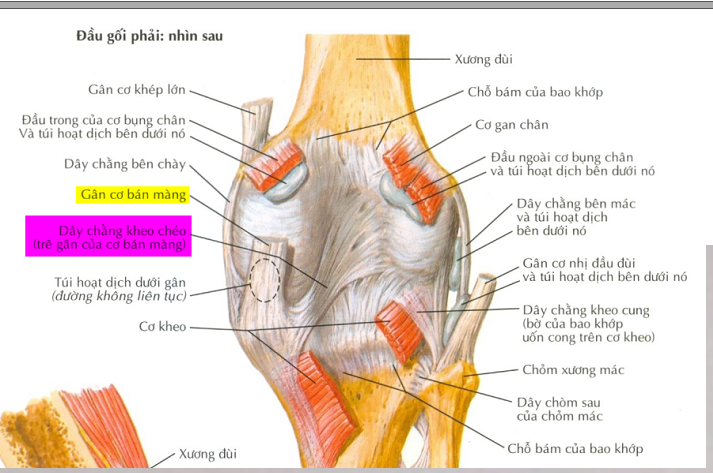 Đầu gối phải: nhìn sau
Gân cơ khép lớn
Đầu trong của cơ bụng chân
Và túi hoạt dịch bên dưới nó
Dây chằng bên chày
Gân cơ bán màng
Dây chằng kheo chéo
(trẽ gân của cơ bán màng)
Túi hoạt dịch dưới gân
(đường không liên tục)
Cơ kheo
Xương đùi
Xương đùi
Chỗ bám của bao khớp
Cơ gan chân
Đầu ngoài cơ bụng chân
và túi hoạt dịch bên dưới nó
Dây chằng bên mác
và túi hoạt dịch
bên dưới nó
Gân cơ nhị đầu đùi
và túi hoạt dịch bên dưới nó
Dây chằng kheo cung
(bờ của bao khớp
uốn cong trên cơ kheo)
Chỏm xương mác
Dây chòm sau
của chỏm mác
Chỗ bám của bao khớp